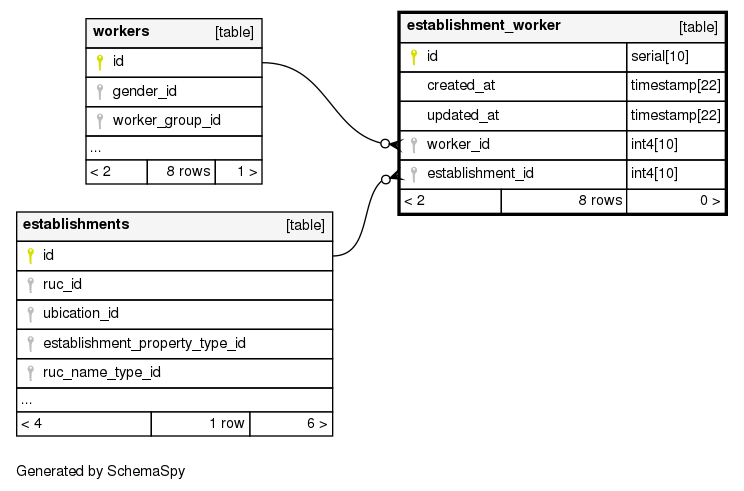 workers [table]
id
gender_id
worker_group_id
...
< 2 8 rows 1 >
establishment_worker [table]
id serial[10]
created_at timestamp[22]
updated_at timestamp[22]
worker_id int4[10]
establishment_id int4[10]
< 2 8 rows 0 >
establishments [table]
id
ruc_id
ubication_id
establishment_property_type_id
ruc_name_type_id
...
< 4 1 row 6 >
Generated by SchemaSpy